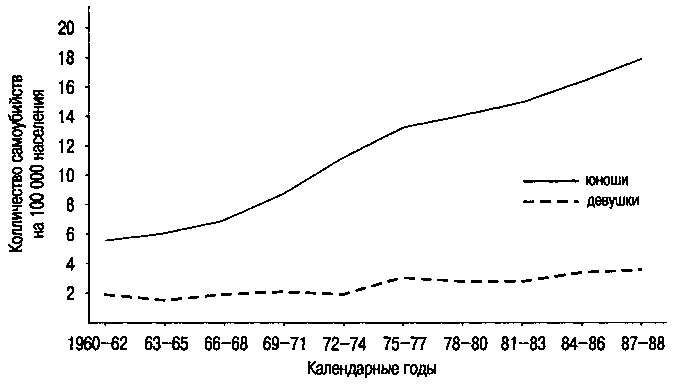 Колличество самоубийств
на 100 000 населения
20
18
16
14
12
10
8
6
4
2
юноши
девушки
1960–62 63–65 66–68 69–71 72–74 75–77 78–80 81–83 84–86 87–88
Календарные годы